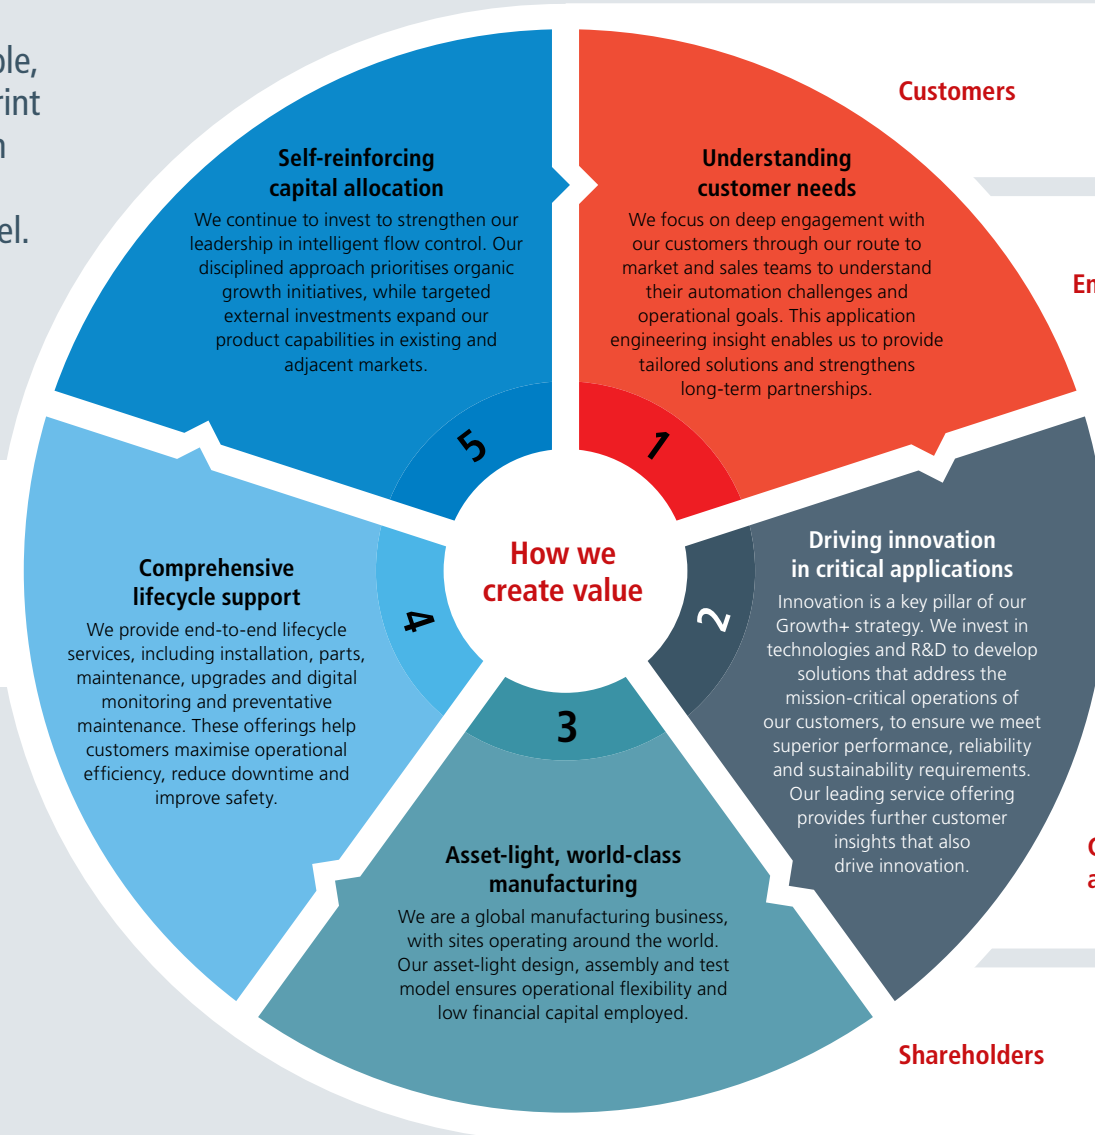 el.
How we
create value
1
Understanding
customer needs
We focus on deep engagement with
our customers through our route to
market and sales teams to understand
their automation challenges and
operational goals. This application
engineering insight enables us to provide
tailored solutions and strengthens
long-term partnerships.
2
Driving innovation
in critical applications
Innovation is a key pillar of our
Growth+ strategy. We invest in
technologies and R&D to develop
solutions that address the
mission-critical operations of
our customers, to ensure we meet
superior performance, reliability
and sustainability requirements.
Our leading service offering
provides further customer
insights that also
drive innovation.
3
Asset-light, world-class
manufacturing
We are a global manufacturing business,
with sites operating around the world.
Our asset-light design, assembly and test
model ensures operational flexibility and
low financial capital employed.
4
Comprehensive
lifecycle support
We provide end-to-end lifecycle
services, including installation, parts,
maintenance, upgrades and digital
monitoring and preventative
maintenance. These offerings help
customers maximise operational
efficiency, reduce downtime and
improve safety.
5
Self-reinforcing
capital allocation
We continue to invest to strengthen our
leadership in intelligent flow control. Our
disciplined approach prioritises organic
growth initiatives, while targeted
external investments expand our
product capabilities in existing and
adjacent markets.
Customers
Shareholders